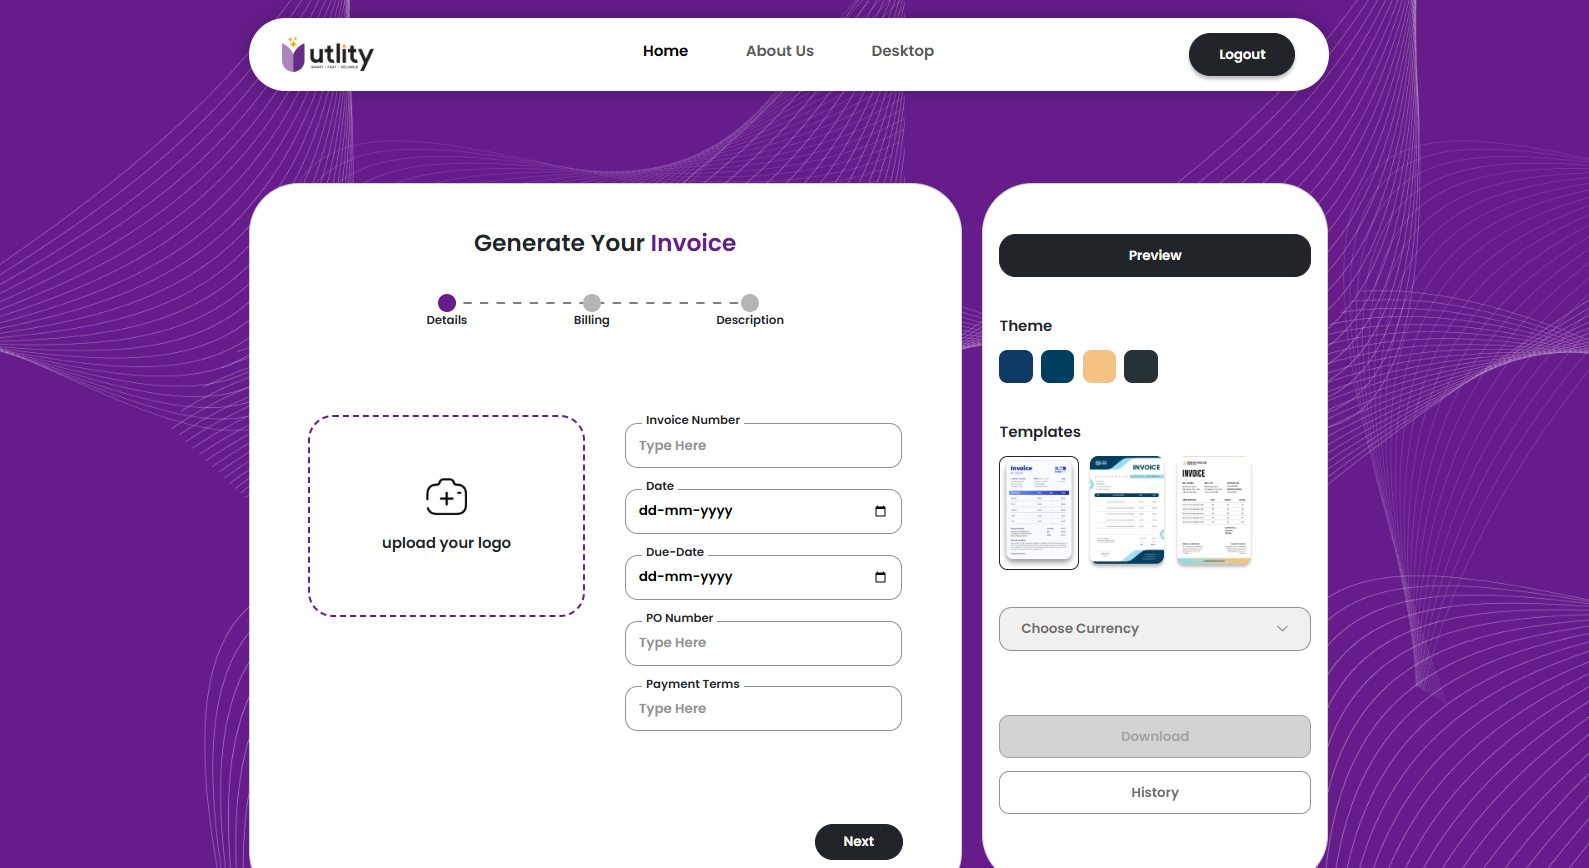 utlity
SMART • FAST • RELIABLE
Home
About Us
Desktop
Logout
Generate Your Invoice
Details
Billing
Description
upload your logo
Invoice Number
Type Here
Date
dd-mm-yyyy
Due-Date
dd-mm-yyyy
PO Number
Type Here
Payment Terms
Type Here
Next
Preview
Theme
Templates
Invoice
INVOICE
INVOICE
Choose Currency
Download
History